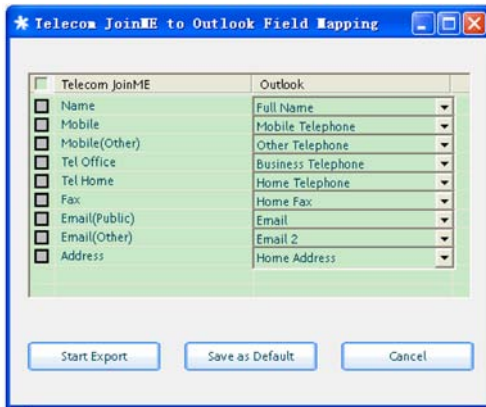 Telecom JoinME to Outlook Field Mapping
Telecom JoinME Outlook
Name Full Name
Mobile Mobile Telephone
Mobile(Other) Other Telephone
Tel Office Business Telephone
Tel Home Home Telephone
Fax Home Fax
Email(Public) Email
Email(Other) Email 2
Address Home Address
Start Export Save as Default Cancel